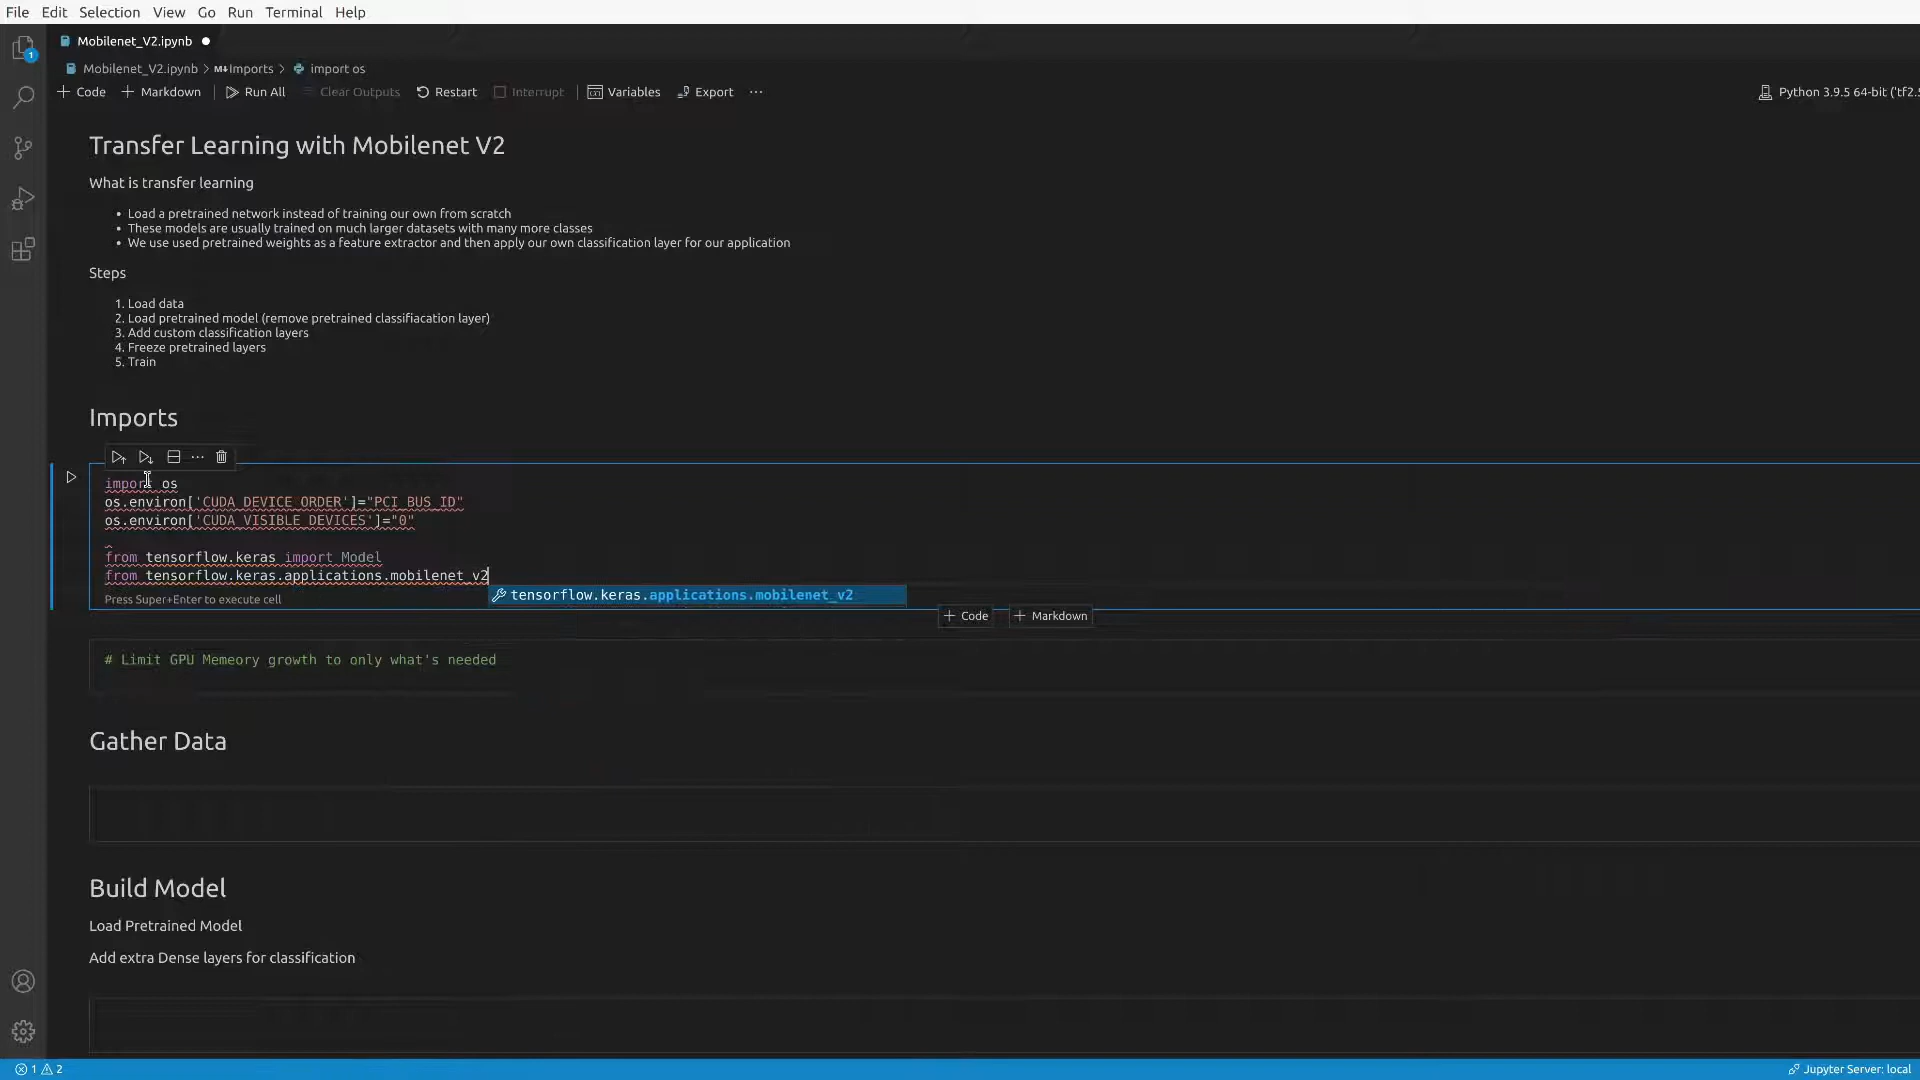 File Edit Selection View Go Run Terminal Help
Mobilenet_V2.ipynb
1
Mobilenet_V2.ipynb > M↓Imports > import os
+ Code + Markdown Run All Clear Outputs Restart Interrupt Variables Export ··· Python 3.9.5 64-bit ('tf2.5
Transfer Learning with Mobilenet V2
What is transfer learning
• Load a pretrained network instead of training our own from scratch
• These models are usually trained on much larger datasets with many more classes
• We use used pretrained weights as a feature extractor and then apply our own classification layer for our application
Steps
1. Load data
2. Load pretrained model (remove pretrained classifiacation layer)
3. Add custom classification layers
4. Freeze pretrained layers
5. Train
Imports
import os
os.environ['CUDA_DEVICE_ORDER']="PCI_BUS_ID"
os.environ['CUDA_VISIBLE_DEVICES']="0"
from tensorflow.keras import Model
from tensorflow.keras.applications.mobilenet_v2
tensorflow.keras.applications.mobilenet_v2
Press Super+Enter to execute cell
+ Code + Markdown
# Limit GPU Memeory growth to only what's needed
Gather Data
Build Model
Load Pretrained Model
Add extra Dense layers for classification
1 2 Jupyter Server: local